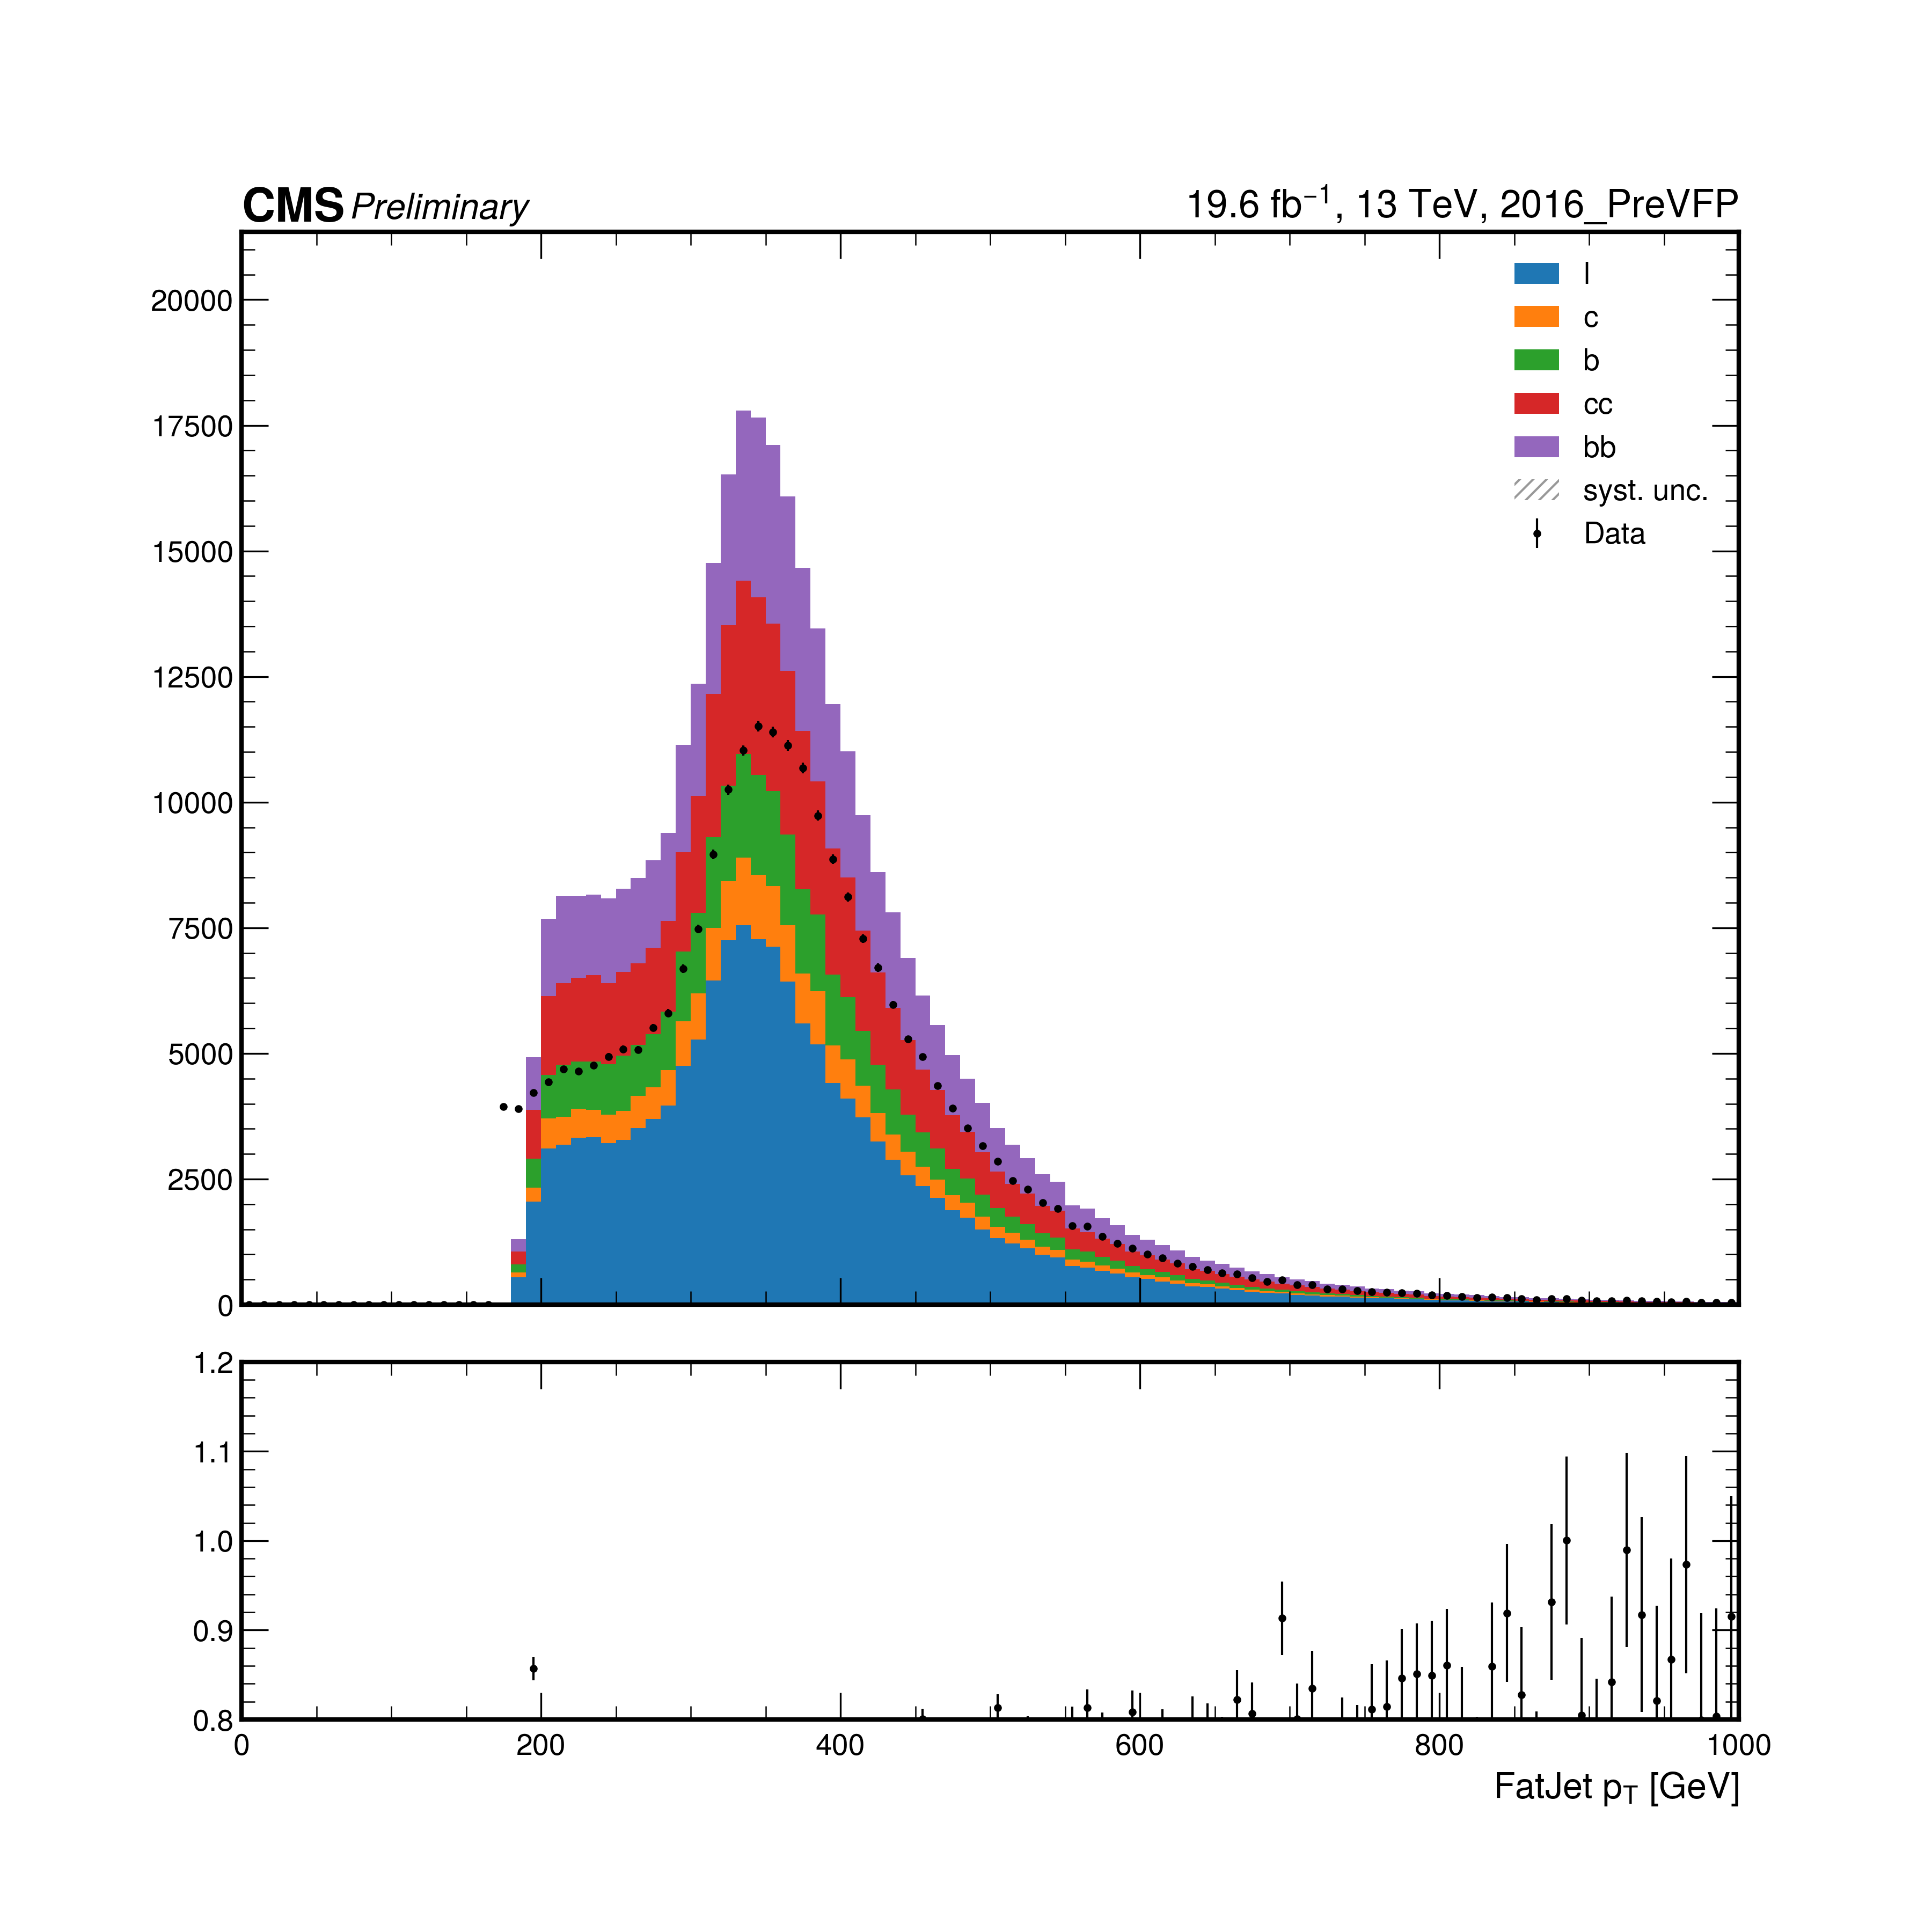 CMS Preliminary
19.6 fb⁻¹, 13 TeV, 2016_PreVFP
l
c
b
cc
bb
syst. unc.
Data
20000
17500
15000
12500
10000
7500
5000
2500
0
1.2
1.1
1.0
0.9
0.8
0 200 400 600 800 1000
FatJet pT [GeV]